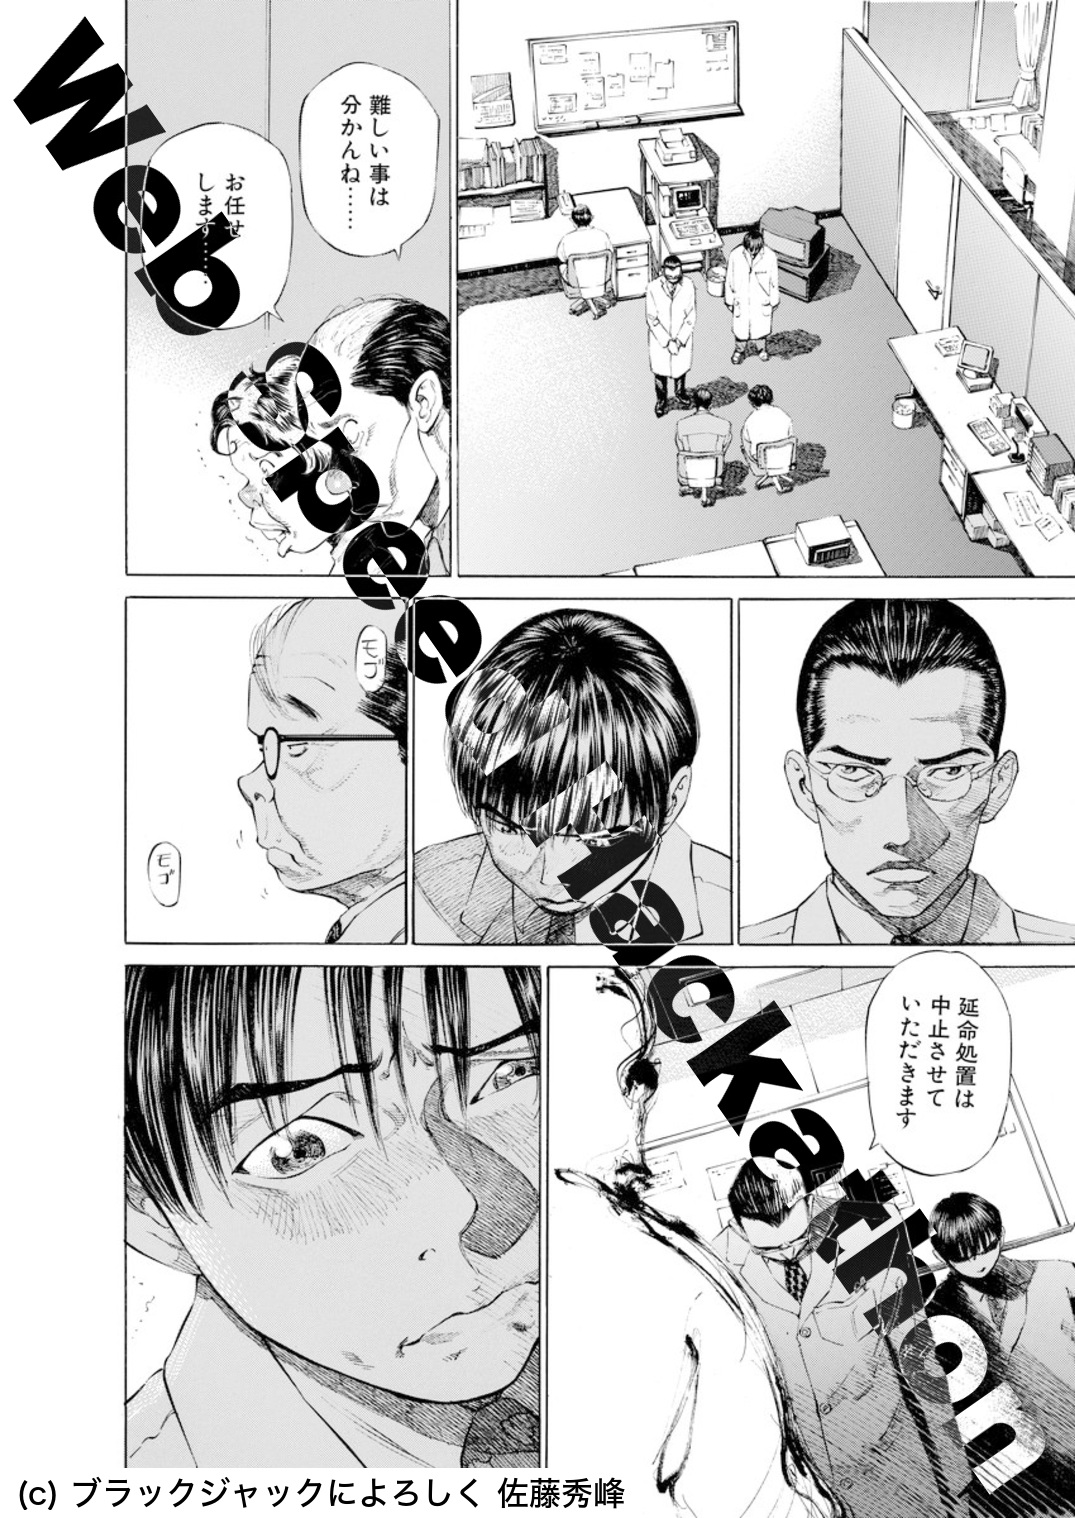 難しい事は
分かんね……
お任せ
します……
モゴ
モゴ
延命処置は
中止させて
いただきます
WebSpeed Hackathon
(c) ブラックジャックによろしく 佐藤秀峰